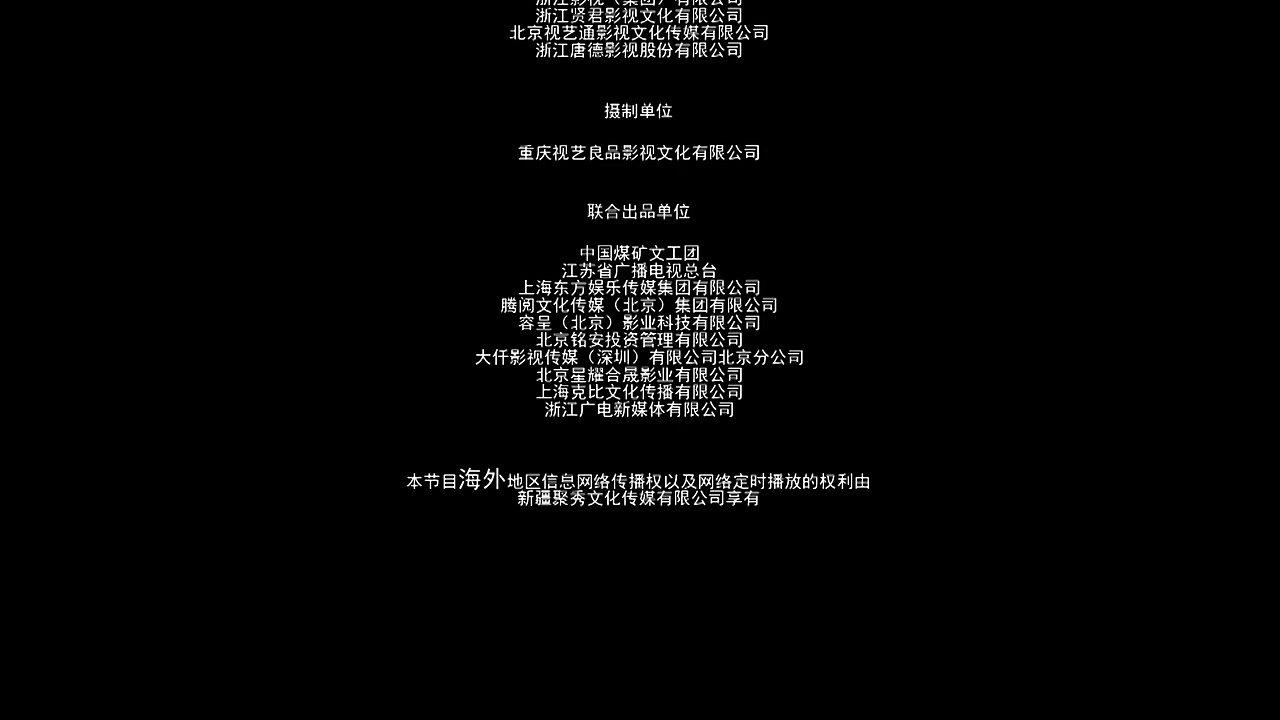 浙江影视（集团）有限公司
浙江贤君影视文化有限公司
北京视艺通影视文化传媒有限公司
浙江唐德影视股份有限公司
摄制单位
重庆视艺良品影视文化有限公司
联合出品单位
中国煤矿文工团
江苏省广播电视总台
上海东方娱乐传媒集团有限公司
腾阅文化传媒（北京）集团有限公司
容呈（北京）影业科技有限公司
北京铭安投资管理有限公司
大仟影视传媒（深圳）有限公司北京分公司
北京星耀合晟影业有限公司
上海克比文化传播有限公司
浙江广电新媒体有限公司
本节目海外地区信息网络传播权以及网络定时播放的权利由
新疆聚秀文化传媒有限公司享有